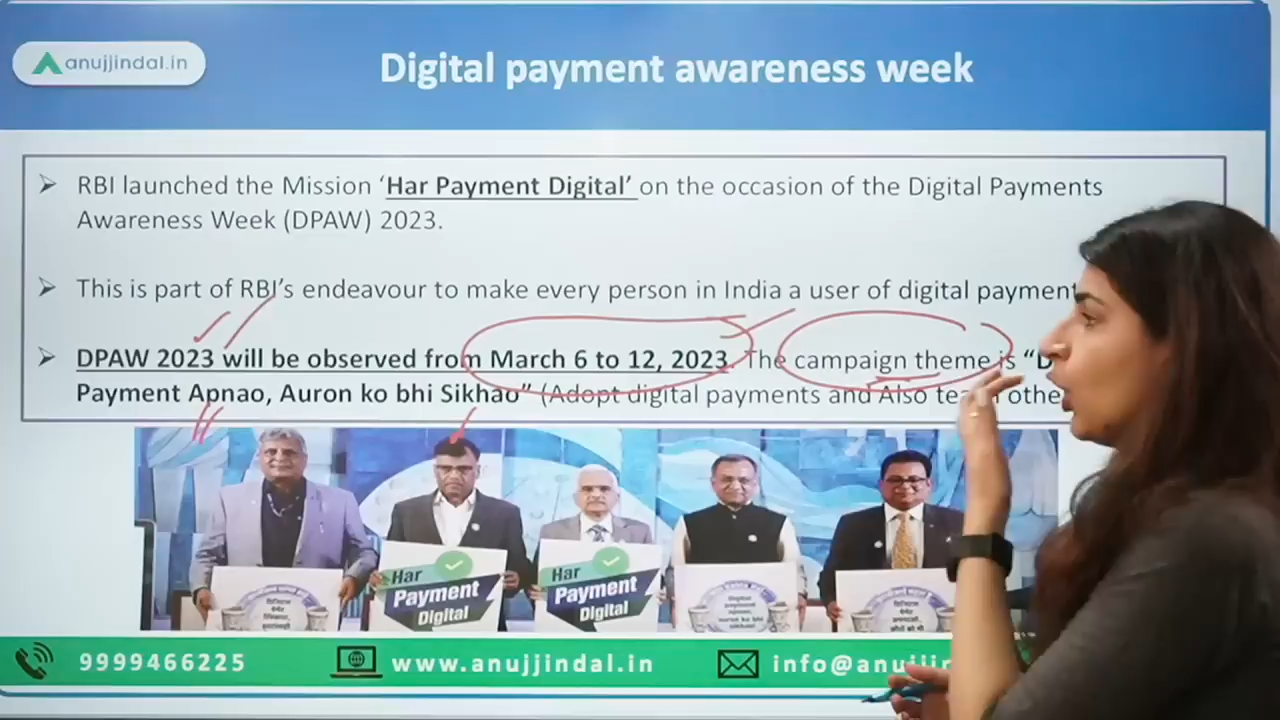 anujjindal.in
Digital payment awareness week
➢ RBI launched the Mission ‘Har Payment Digital’ on the occasion of the Digital Payments
Awareness Week (DPAW) 2023.
➢ This is part of RBI’s endeavour to make every person in India a user of digital payment
➢ DPAW 2023 will be observed from March 6 to 12, 2023. The campaign theme is “D
Payment Apnao, Auron ko bhi Sikhao” (Adopt digital payments and Also
Har
Payment
Digital
Har
Payment
Digital
9999466225
www.anujjindal.in